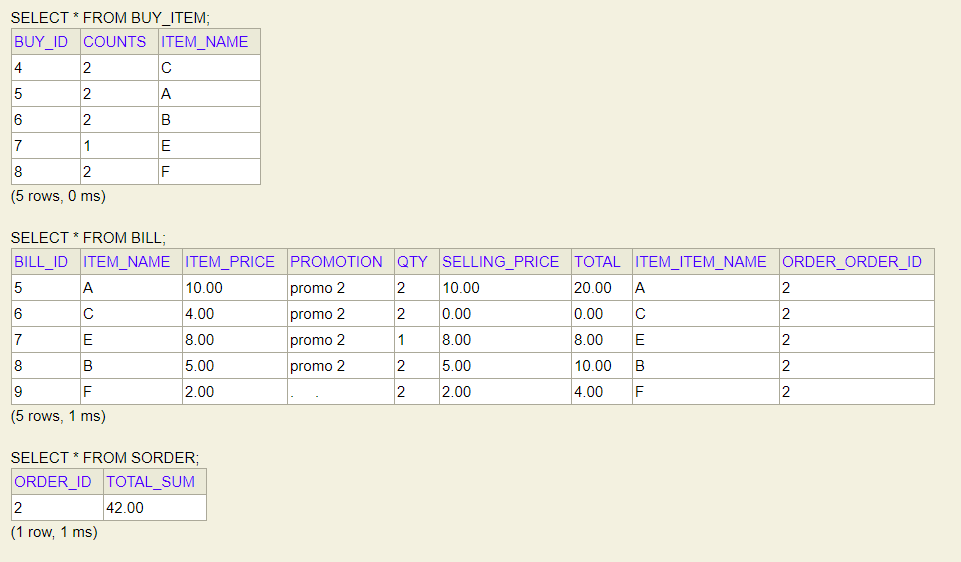 SELECT * FROM BUY_ITEM;
BUY_ID COUNTS ITEM_NAME
4 2 C
5 2 A
6 2 B
7 1 E
8 2 F
(5 rows, 0 ms)
SELECT * FROM BILL;
BILL_ID ITEM_NAME ITEM_PRICE PROMOTION QTY SELLING_PRICE TOTAL ITEM_ITEM_NAME ORDER_ORDER_ID
5 A 10.00 promo 2 2 10.00 20.00 A 2
6 C 4.00 promo 2 2 0.00 0.00 C 2
7 E 8.00 promo 2 1 8.00 8.00 E 2
8 B 5.00 promo 2 2 5.00 10.00 B 2
9 F 2.00 . . 2 2.00 4.00 F 2
(5 rows, 1 ms)
SELECT * FROM SORDER;
ORDER_ID TOTAL_SUM
2 42.00
(1 row, 1 ms)